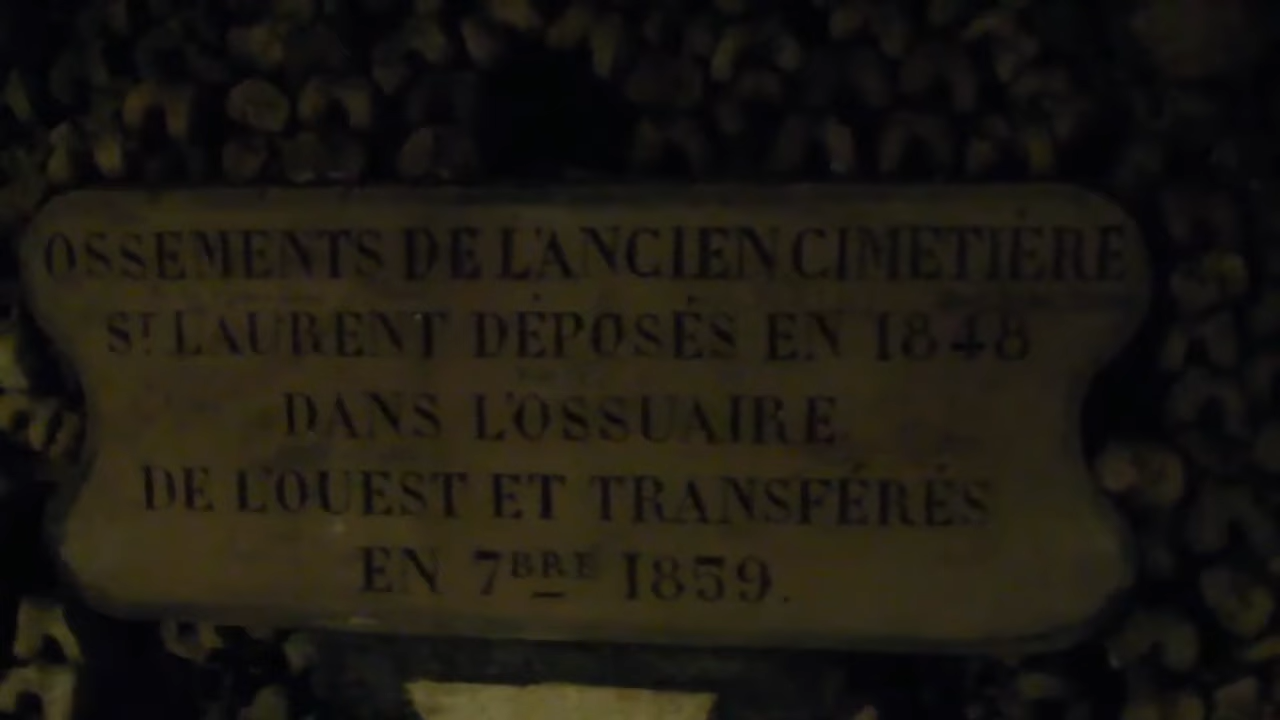 OSSEMENTS DE L'ANCIEN CIMETIÈRE
ST LAURENT DÉPOSÉS EN 1848
DANS L'OSSUAIRE
DE L'OUEST ET TRANSFÉRÉS
EN 7BRE 1859.